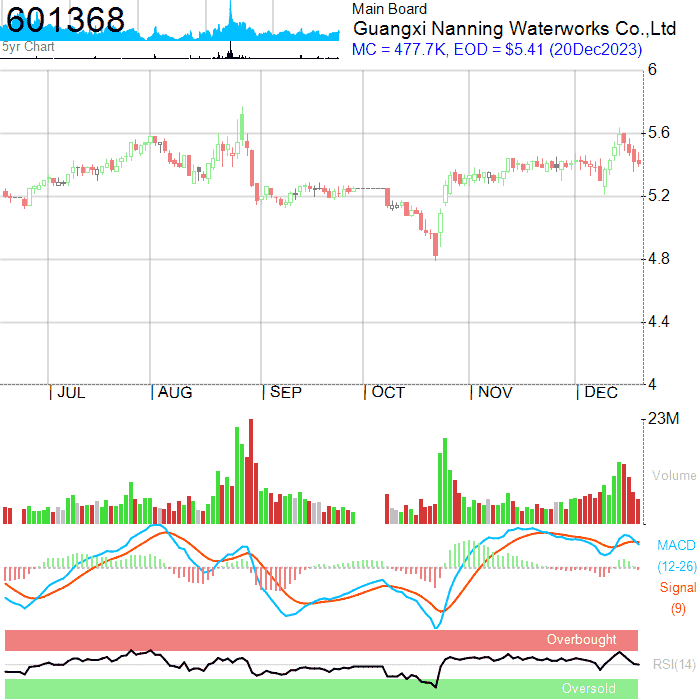 601368
5yr Chart
Main Board
Guangxi Nanning Waterworks Co.,Ltd
MC = 477.7K, EOD = $5.41 (20Dec2023)
6
5.6
5.2
4.8
4.4
4
JUL
AUG
SEP
OCT
NOV
DEC
23M
Volume
MACD
(12-26)
Signal
(9)
Overbought
RSI(14)
Oversold